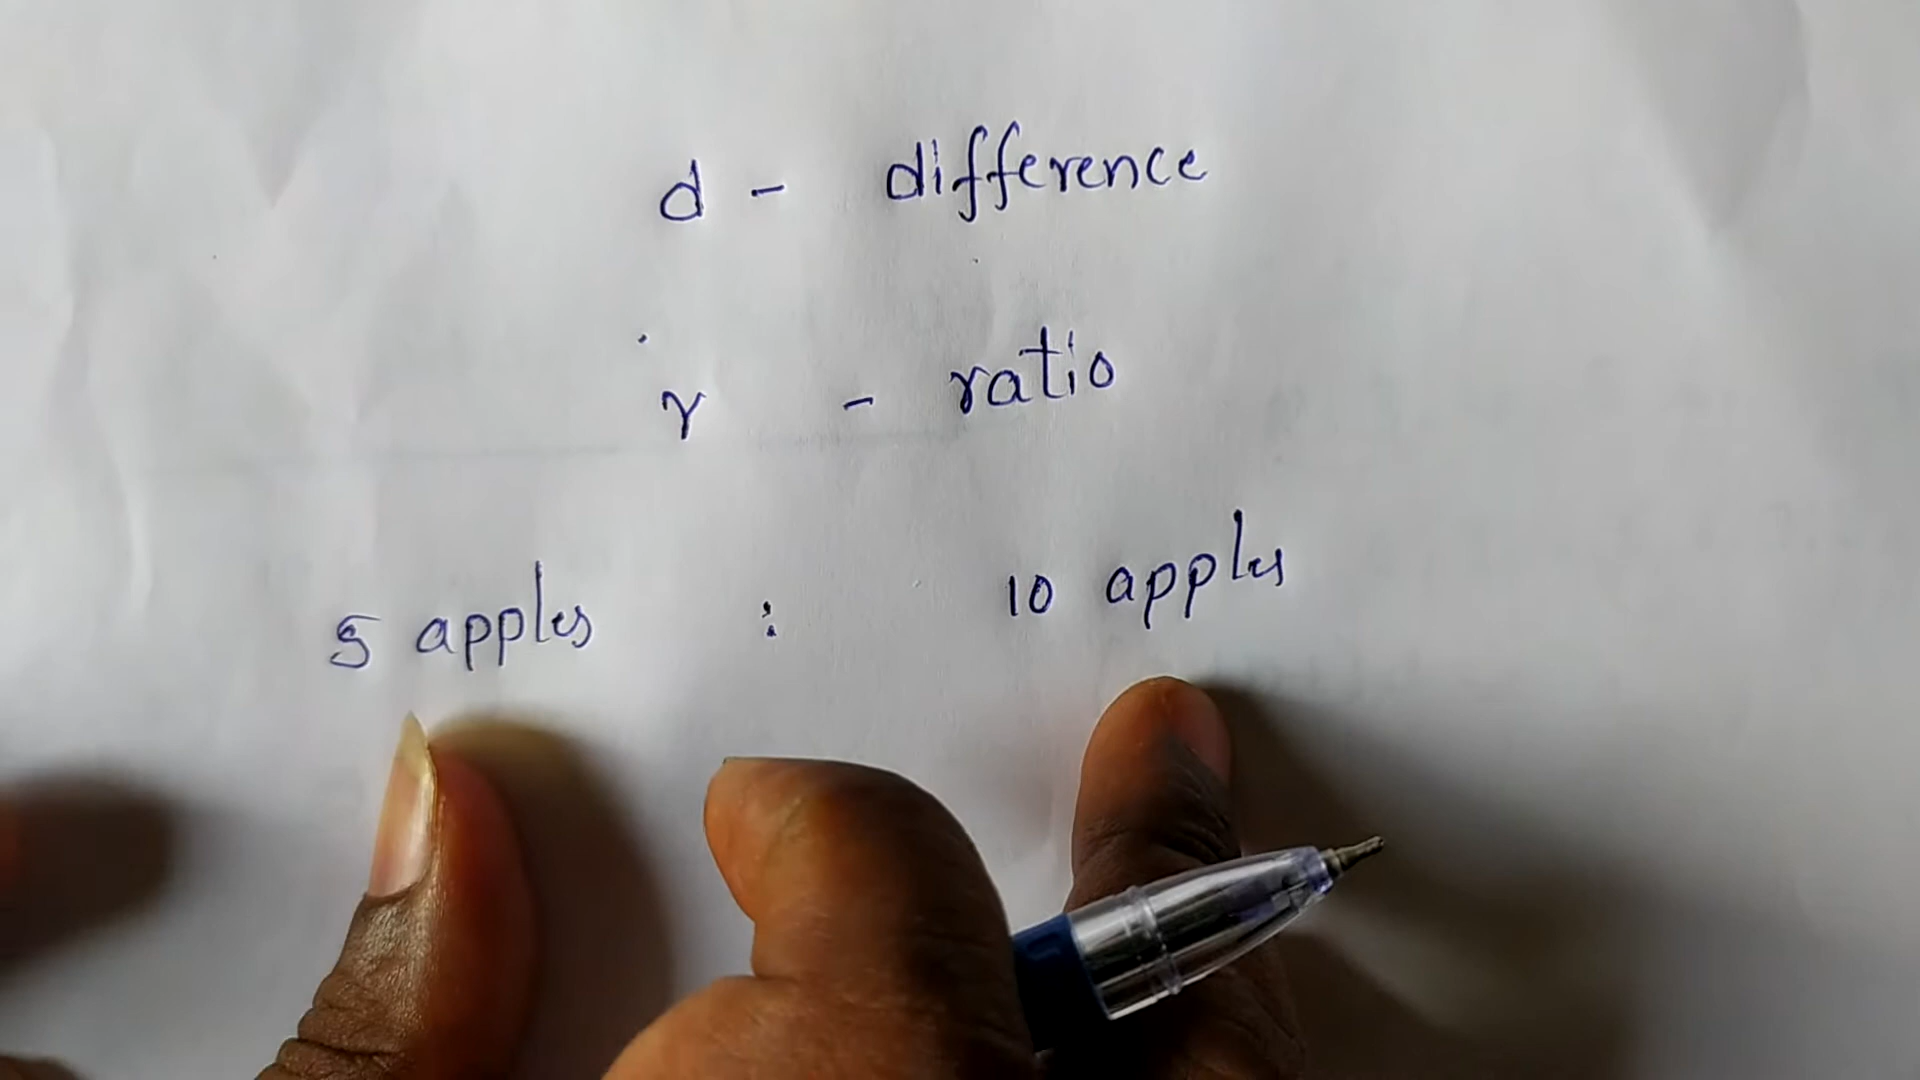 d - difference
r - ratio
5 apples : 10 apples